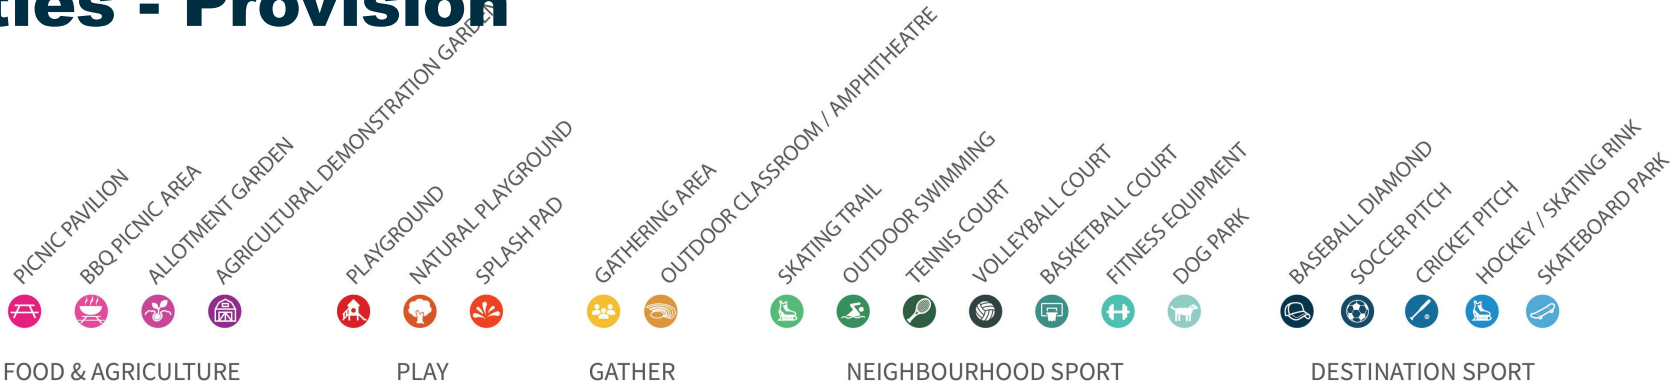 ties - Provision
PICNIC PAVILION
BBQ PICNIC AREA
ALLOTMENT GARDEN
AGRICULTURAL DEMONSTRATION GARDEN
PLAYGROUND
NATURAL PLAYGROUND
SPLASH PAD
GATHERING AREA
OUTDOOR CLASSROOM / AMPHITHEATRE
SKATING TRAIL
OUTDOOR SWIMMING
TENNIS COURT
VOLLEYBALL COURT
BASKETBALL COURT
FITNESS EQUIPMENT
DOG PARK
BASEBALL DIAMOND
SOCCER PITCH
CRICKET PITCH
HOCKEY / SKATING RINK
SKATEBOARD PARK
FOOD & AGRICULTURE
PLAY
GATHER
NEIGHBOURHOOD SPORT
DESTINATION SPORT